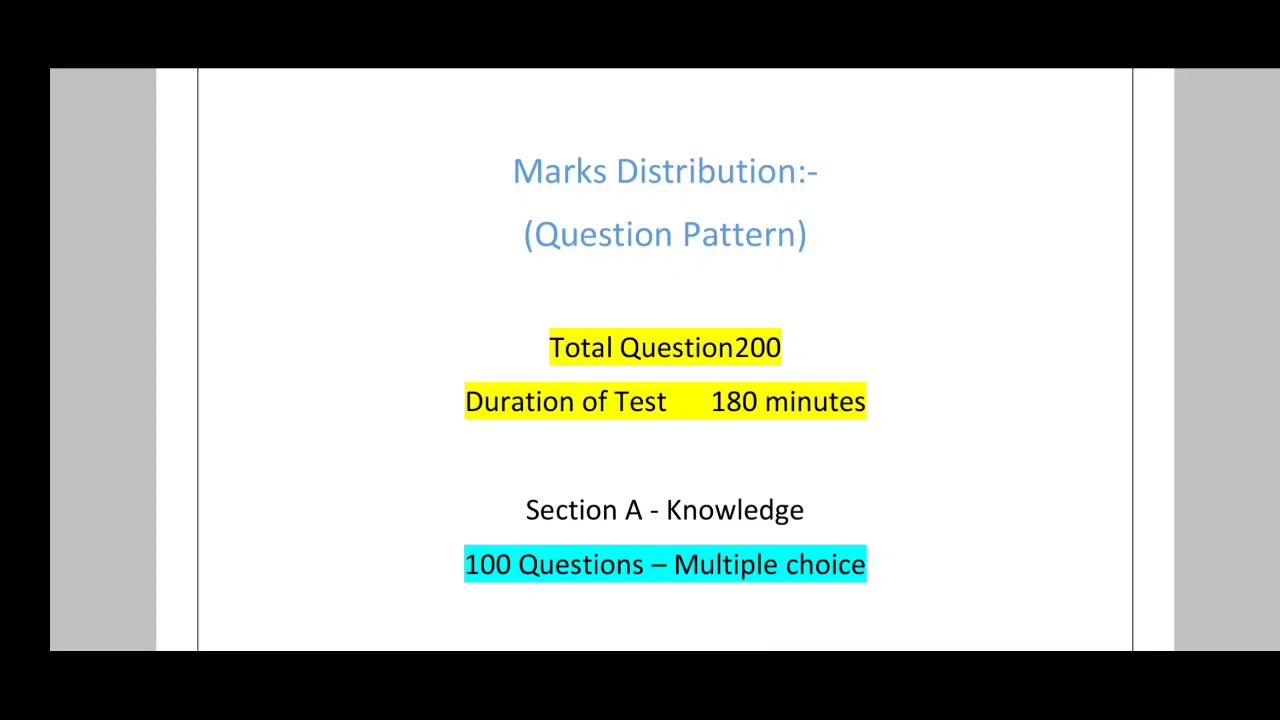 Marks Distribution:-
(Question Pattern)
Total Question200
Duration of Test 180 minutes
Section A - Knowledge
100 Questions – Multiple choice